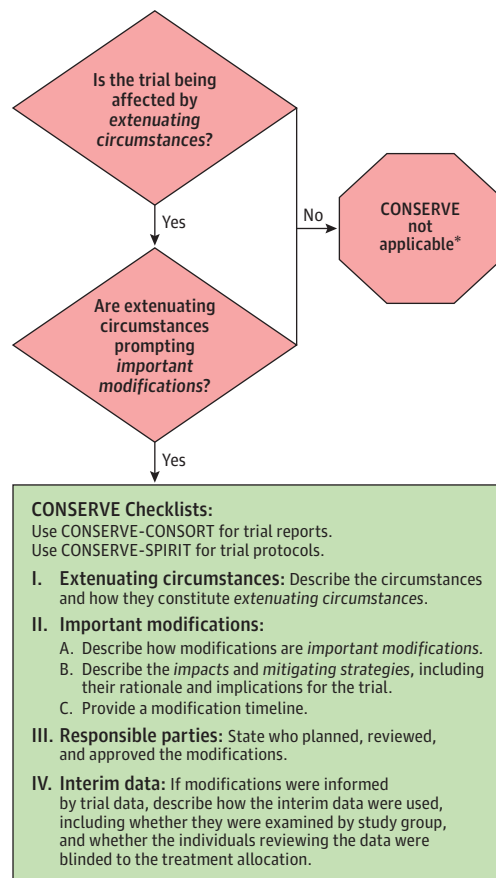 Is the trial being
affected by
extenuating
circumstances?
No
CONSERVE
not
applicable*
Yes
Are extenuating
circumstances
prompting
important
modifications?
Yes
CONSERVE Checklists:
Use CONSERVE-CONSORT for trial reports.
Use CONSERVE-SPIRIT for trial protocols.
I. Extenuating circumstances: Describe the circumstances
and how they constitute extenuating circumstances.
II. Important modifications:
A. Describe how modifications are important modifications.
B. Describe the impacts and mitigating strategies, including
their rationale and implications for the trial.
C. Provide a modification timeline.
III. Responsible parties: State who planned, reviewed,
and approved the modifications.
IV. Interim data: If modifications were informed
by trial data, describe how the interim data were used,
including whether they were examined by study group,
and whether the individuals reviewing the data were
blinded to the treatment allocation.